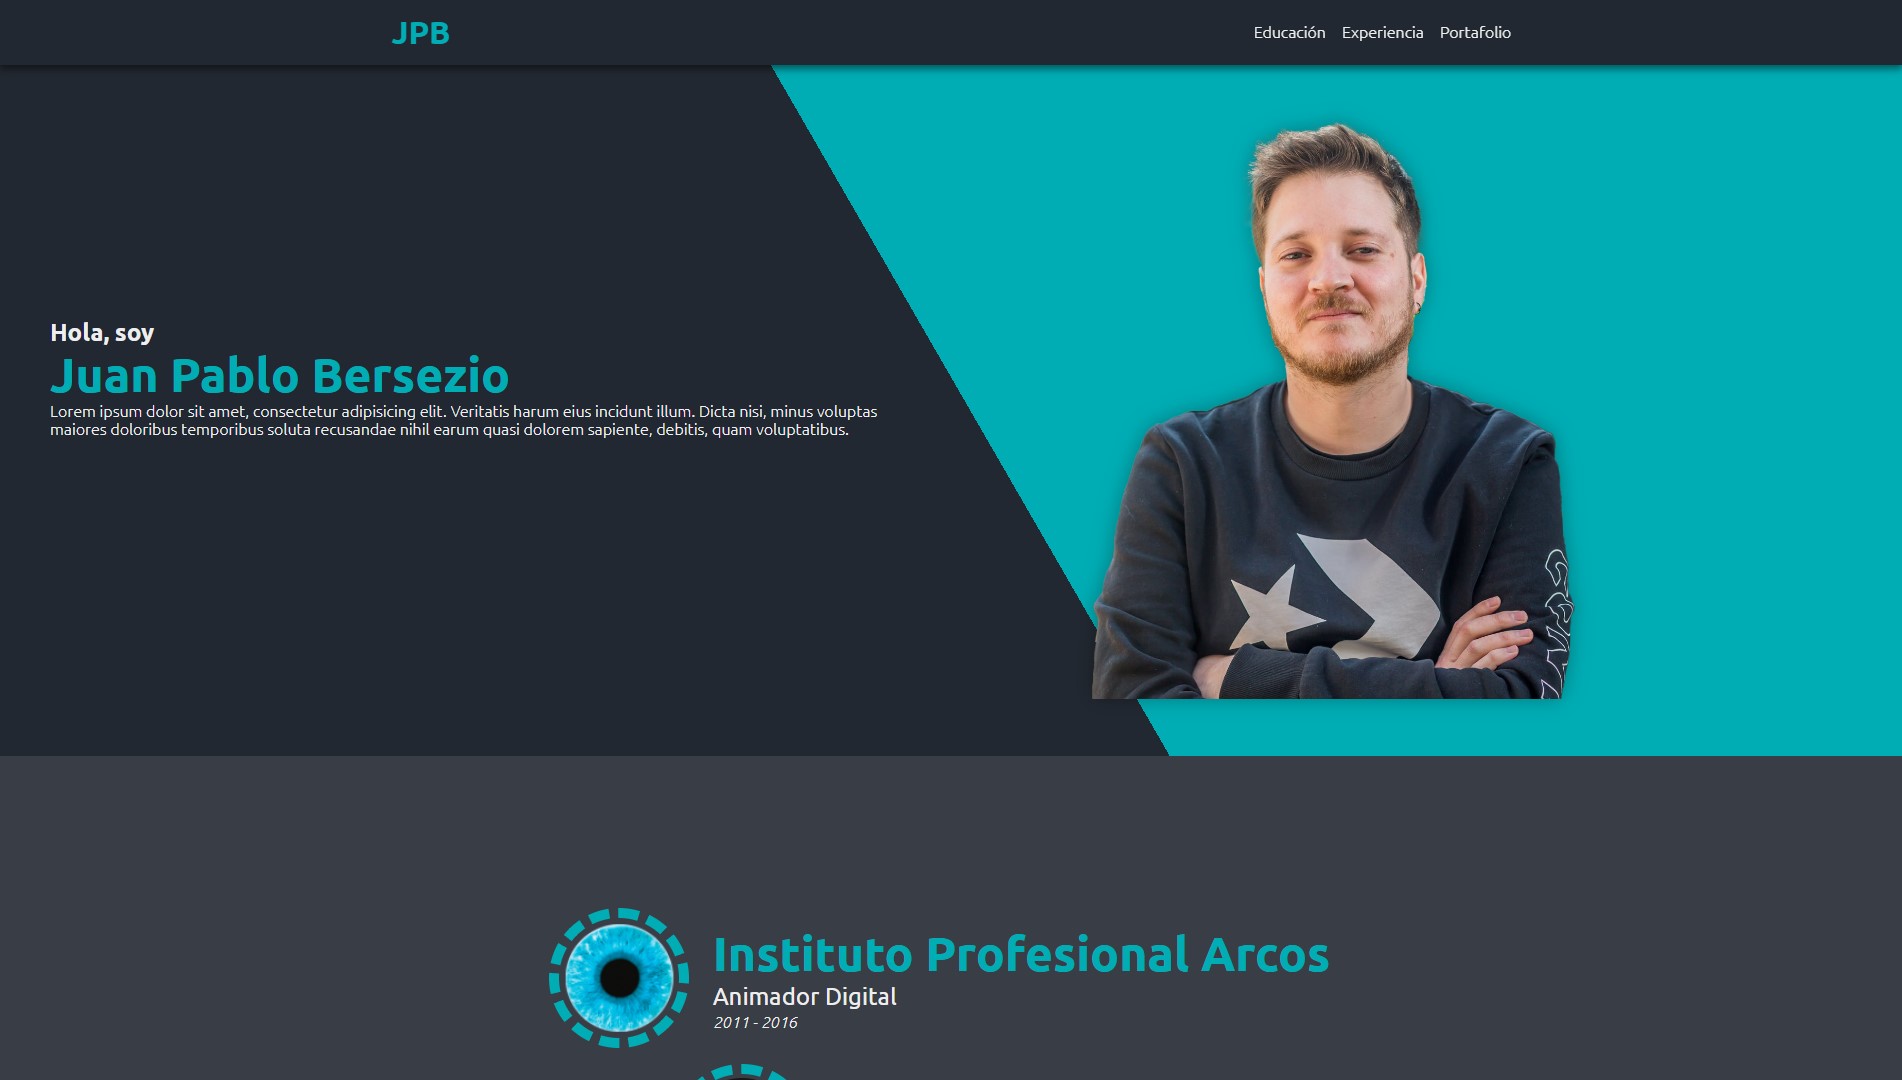 JPB
Educación Experiencia Portafolio
Hola, soy
Juan Pablo Bersezio
Lorem ipsum dolor sit amet, consectetur adipisicing elit. Veritatis harum eius incidunt illum. Dicta nisi, minus voluptas
maiores doloribus temporibus soluta recusandae nihil earum quasi dolorem sapiente, debitis, quam voluptatibus.
Instituto Profesional Arcos
Animador Digital
2011 - 2016